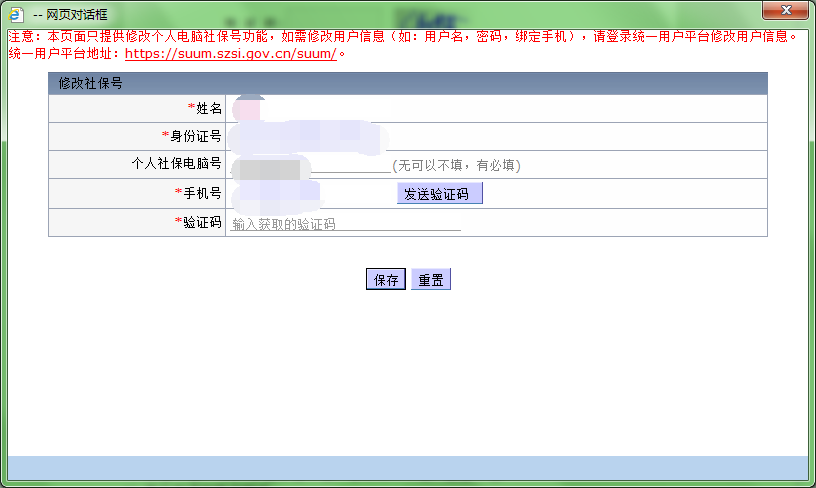 -- 网页对话框
注意：本页面只提供修改个人电脑社保号功能，如需修改用户信息（如：用户名，密码，绑定手机），请登录统一用户平台修改用户信息。
统一用户平台地址：https://suum.szsi.gov.cn/suum/。
修改社保号
*姓名
*身份证号
个人社保电脑号 (无可以不填，有必填)
*手机号 发送验证码
*验证码 输入获取的验证码
保存 重置